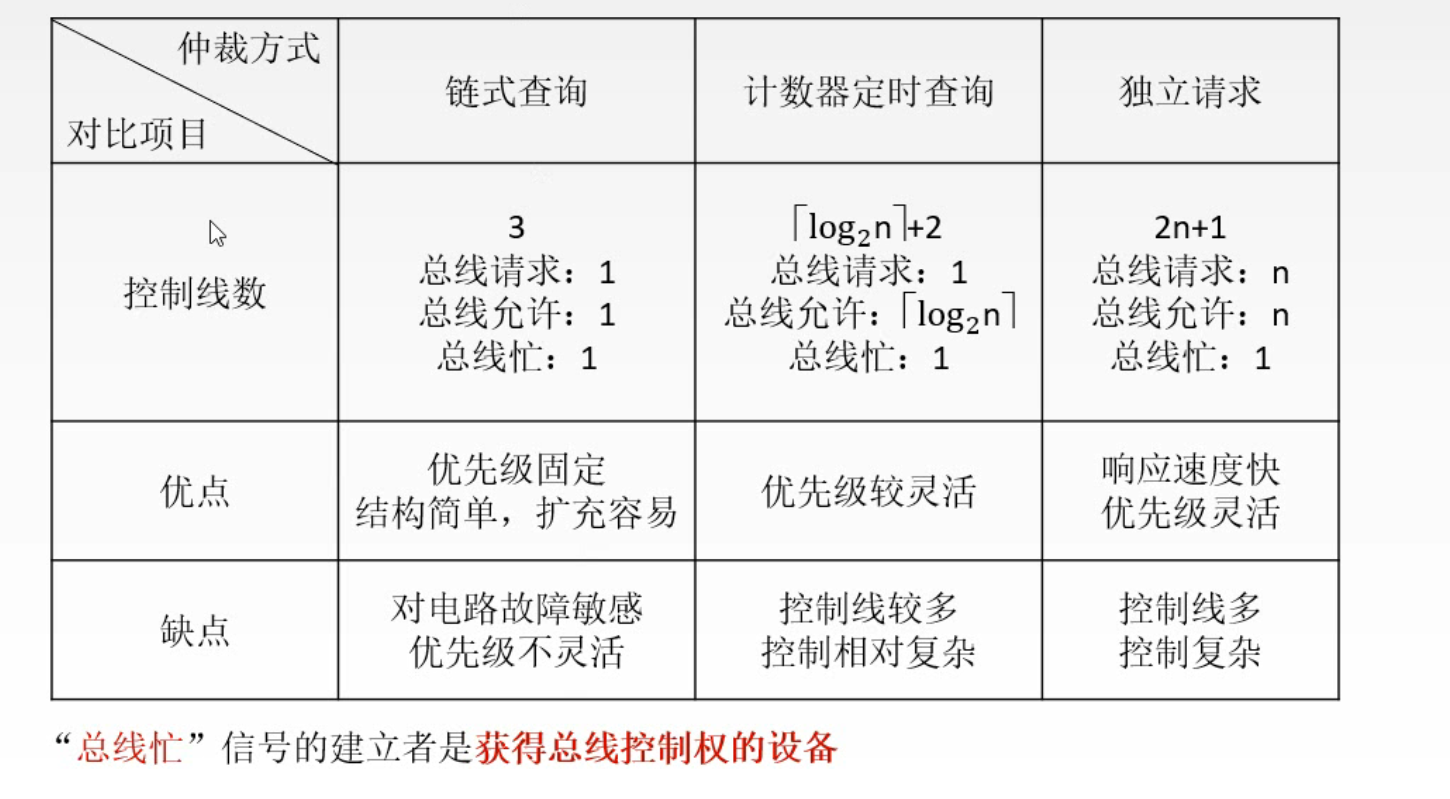 仲裁方式
对比项目
链式查询
计数器定时查询
独立请求
控制线数
3
总线请求：1
总线允许：1
总线忙：1
⌈log₂n⌉+2
总线请求：1
总线允许：⌈log₂n⌉
总线忙：1
2n+1
总线请求：n
总线允许：n
总线忙：1
优点
优先级固定
结构简单，扩充容易
优先级较灵活
响应速度快
优先级灵活
缺点
对电路故障敏感
优先级不灵活
控制线较多
控制相对复杂
控制线多
控制复杂
“总线忙”信号的建立者是获得总线控制权的设备